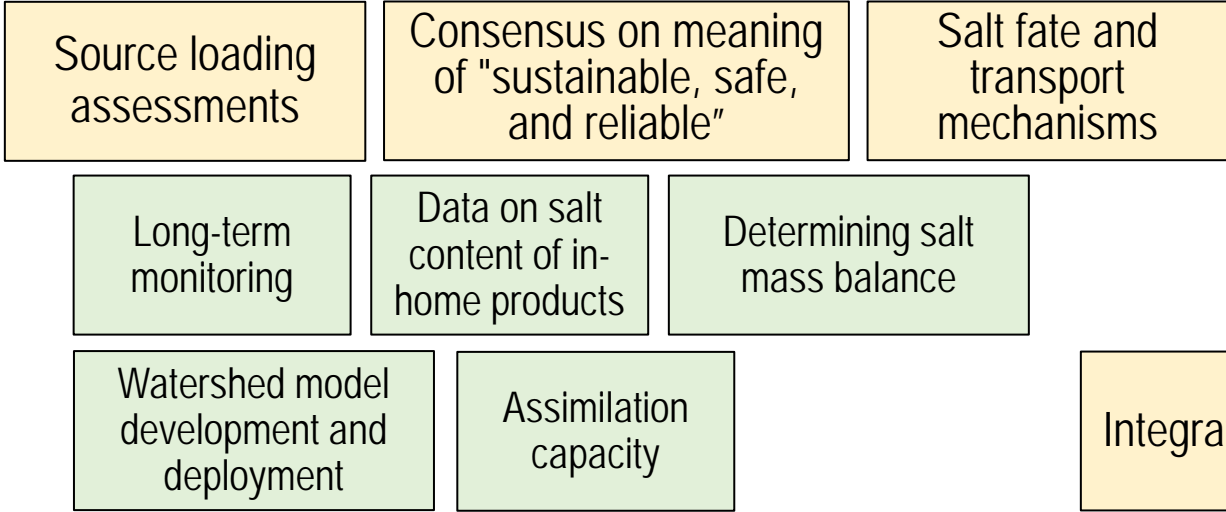 Source loading
assessments
Consensus on meaning
of "sustainable, safe,
and reliable”
Salt fate and
transport
mechanisms
Long-term
monitoring
Data on salt
content of in-
home products
Determining salt
mass balance
Watershed model
development and
deployment
Assimilation
capacity